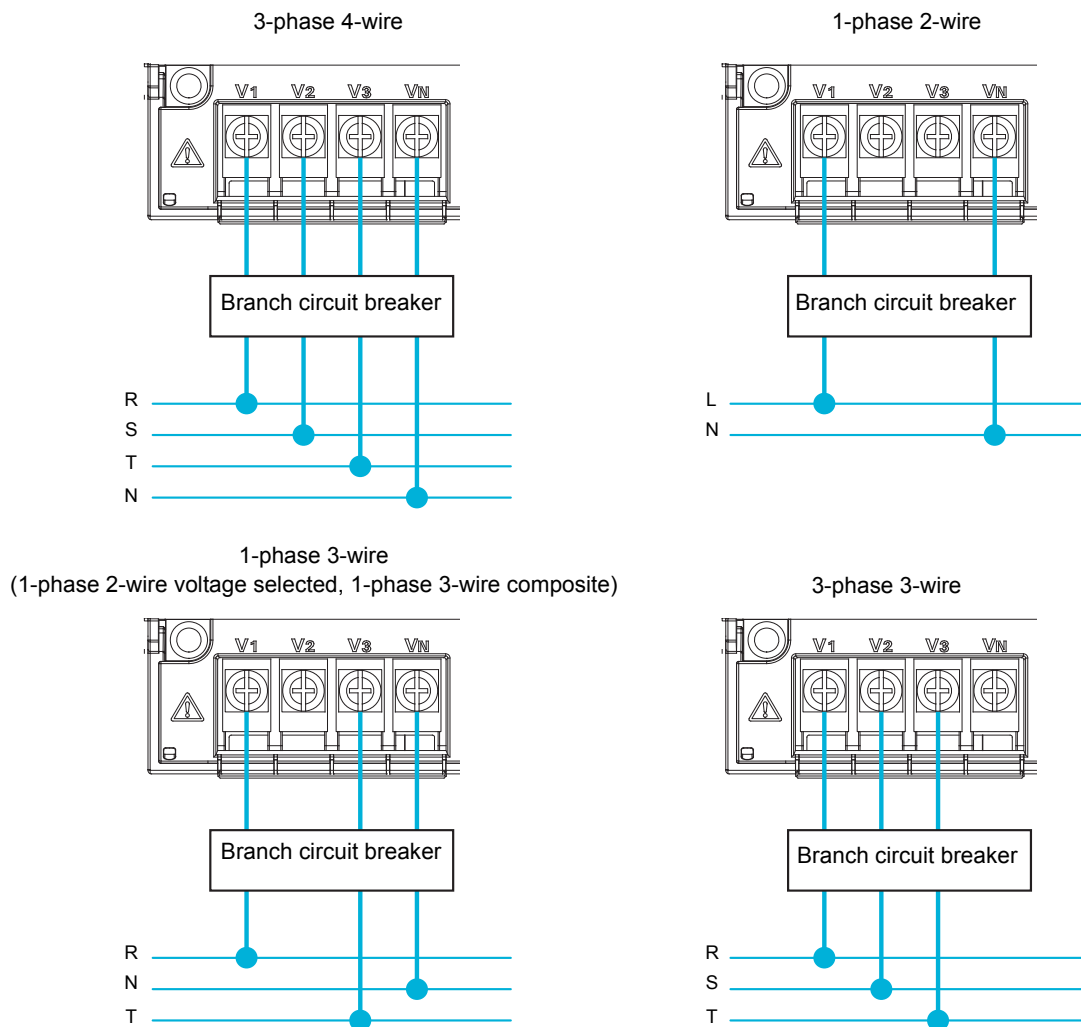 3-phase 4-wire
V1 V2 V3 VN
Branch circuit breaker
R
S
T
N
1-phase 2-wire
V1 V2 V3 VN
Branch circuit breaker
L
N
1-phase 3-wire
(1-phase 2-wire voltage selected, 1-phase 3-wire composite)
V1 V2 V3 VN
Branch circuit breaker
R
N
T
3-phase 3-wire
V1 V2 V3 VN
Branch circuit breaker
R
S
T